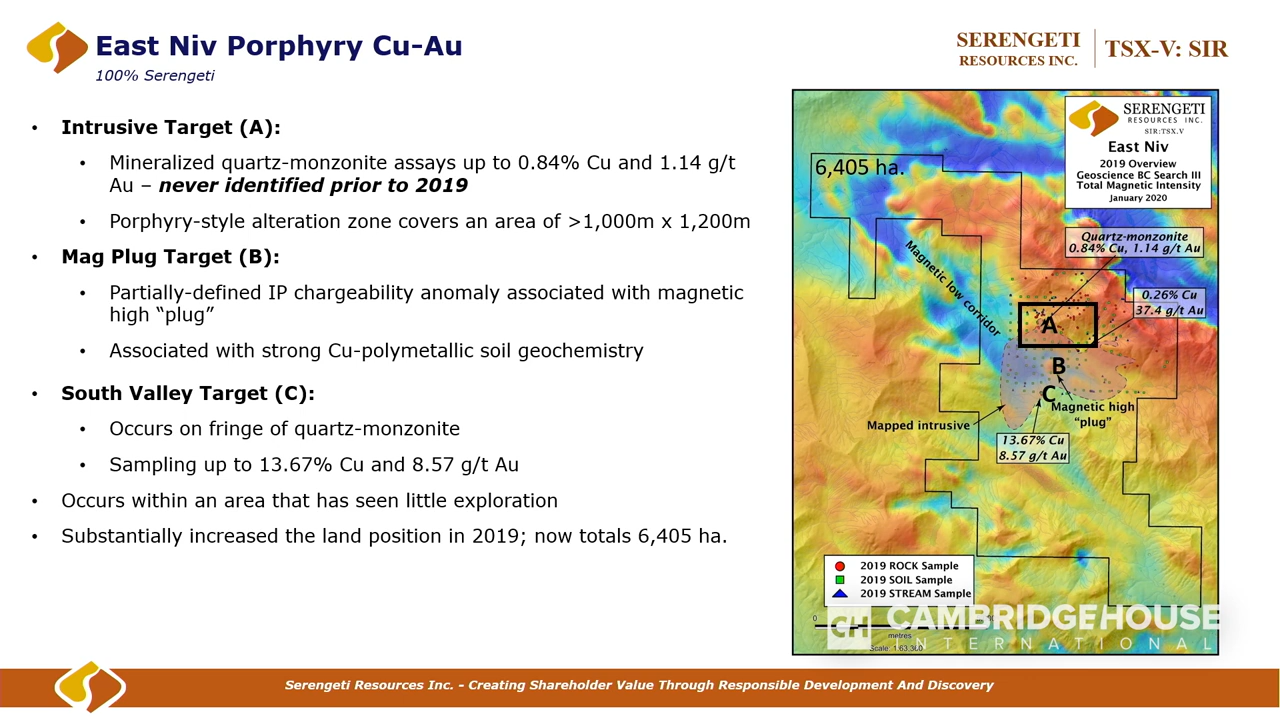 East Niv Porphyry Cu-Au
100% Serengeti
SERENGETI
RESOURCES INC.
TSX-V: SIR
• Intrusive Target (A):
• Mineralized quartz-monzonite assays up to 0.84% Cu and 1.14 g/t
Au – never identified prior to 2019
• Porphyry-style alteration zone covers an area of >1,000m x 1,200m
• Mag Plug Target (B):
• Partially-defined IP chargeability anomaly associated with magnetic
high “plug”
• Associated with strong Cu-polymetallic soil geochemistry
• South Valley Target (C):
• Occurs on fringe of quartz-monzonite
• Sampling up to 13.67% Cu and 8.57 g/t Au
• Occurs within an area that has seen little exploration
• Substantially increased the land position in 2019; now totals 6,405 ha.
SERENGETI
RESOURCES INC.
SIR:TSX.V
East Niv
2019 Overview
Geoscience BC Search III
Total Magnetic Intensity
January 2020
6,405 ha.
Quartz-monzonite
0.84% Cu, 1.14 g/t Au
Magnetic low corridor
0.26% Cu
37.4 g/t Au
A
B
C
Magnetic high
“plug”
Mapped intrusive
13.67% Cu
8.57 g/t Au
2019 ROCK Sample
2019 SOIL Sample
2019 STREAM Sample
0
metres
Scale 1:63,360
CAMBRIDGE HOUSE
INTERNATIONAL
Serengeti Resources Inc. - Creating Shareholder Value Through Responsible Development And Discovery